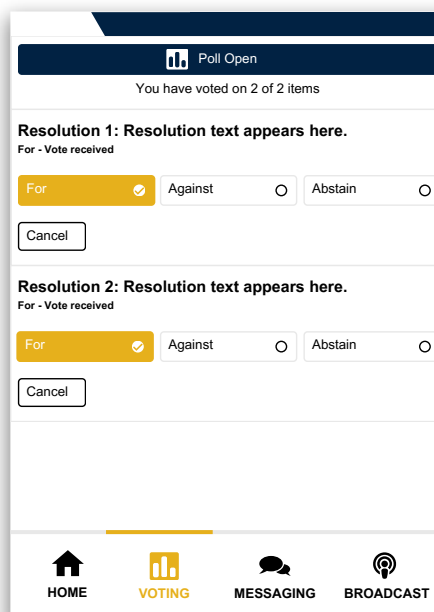 Poll Open
You have voted on 2 of 2 items
Resolution 1: Resolution text appears here.
For - Vote received
For Against Abstain
Cancel
Resolution 2: Resolution text appears here.
For - Vote received
For Against Abstain
Cancel
HOME VOTING MESSAGING BROADCAST